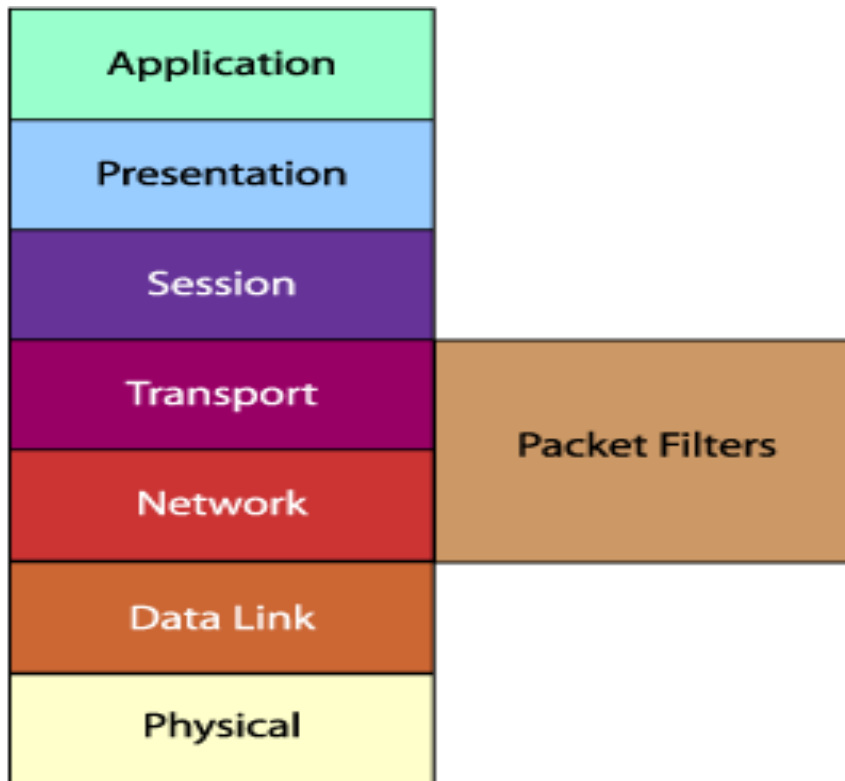 Application
Presentation
Session
Transport
Packet Filters
Network
Data Link
Physical